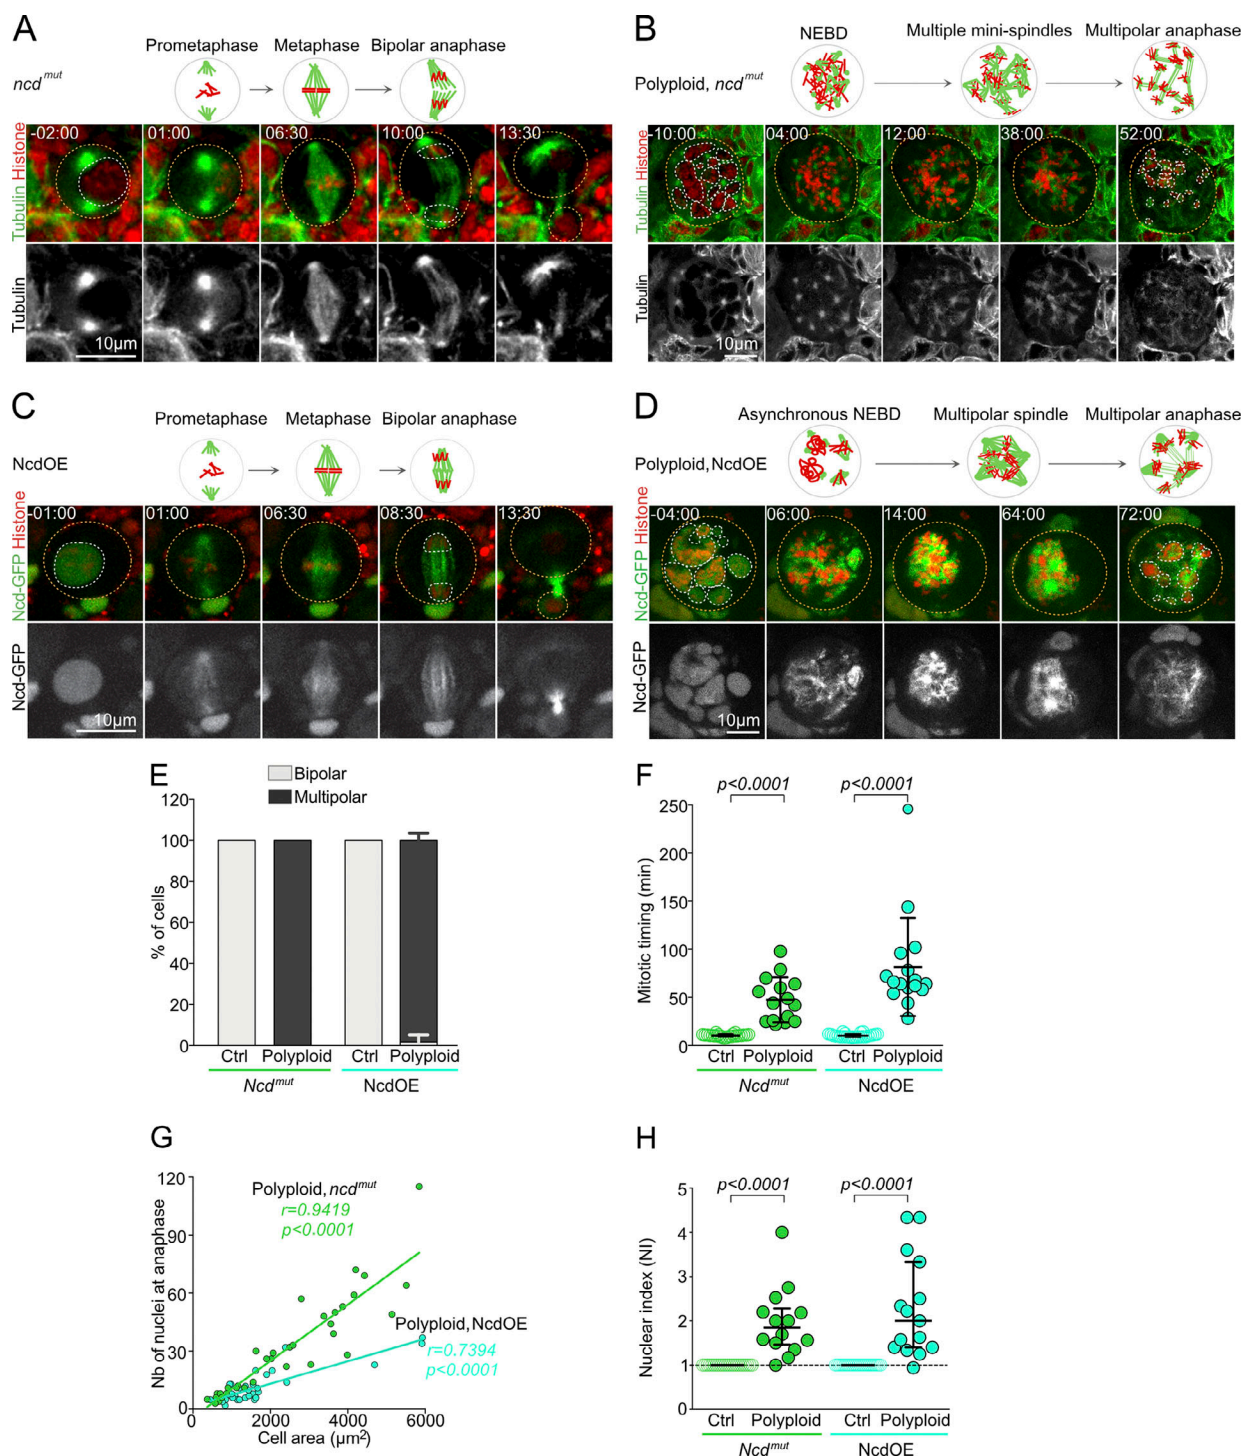 A
Prometaphase Metaphase Bipolar anaphase
ncd^mut
-02:00 01:00 06:30 10:00 13:30
Tubulin Histone
Tubulin
10µm
B
NEBD Multiple mini-spindles Multipolar anaphase
Polyploid, ncd^mut
-10:00 04:00 12:00 38:00 52:00
Tubulin Histone
Tubulin
10µm
C
Prometaphase Metaphase Bipolar anaphase
NcdOE
-01:00 01:00 06:30 08:30 13:30
Ncd-GFP Histone
Ncd-GFP
10µm
D
Asynchronous NEBD Multipolar spindle Multipolar anaphase
Polyploid, NcdOE
-04:00 06:00 14:00 64:00 72:00
Ncd-GFP Histone
Ncd-GFP
10µm
E
Bipolar
Multipolar
% of cells
120
100
80
60
40
20
0
Ctrl Polyploid Ctrl Polyploid
Ncd^mut NcdOE
F
p<0.0001 p<0.0001
Mitotic timing (min)
250
200
150
100
50
0
Ctrl Polyploid Ctrl Polyploid
Ncd^mut NcdOE
G
Nb of nuclei at anaphase
120
90
60
30
0
Polyploid, ncd^mut
r=0.9419
p<0.0001
Polyploid, NcdOE
r=0.7394
p<0.0001
0 2000 4000 6000
Cell area (µm²)
H
p<0.0001 p<0.0001
Nuclear index (NI)
5
4
3
2
1
0
Ctrl Polyploid Ctrl Polyploid
Ncd^mut NcdOE